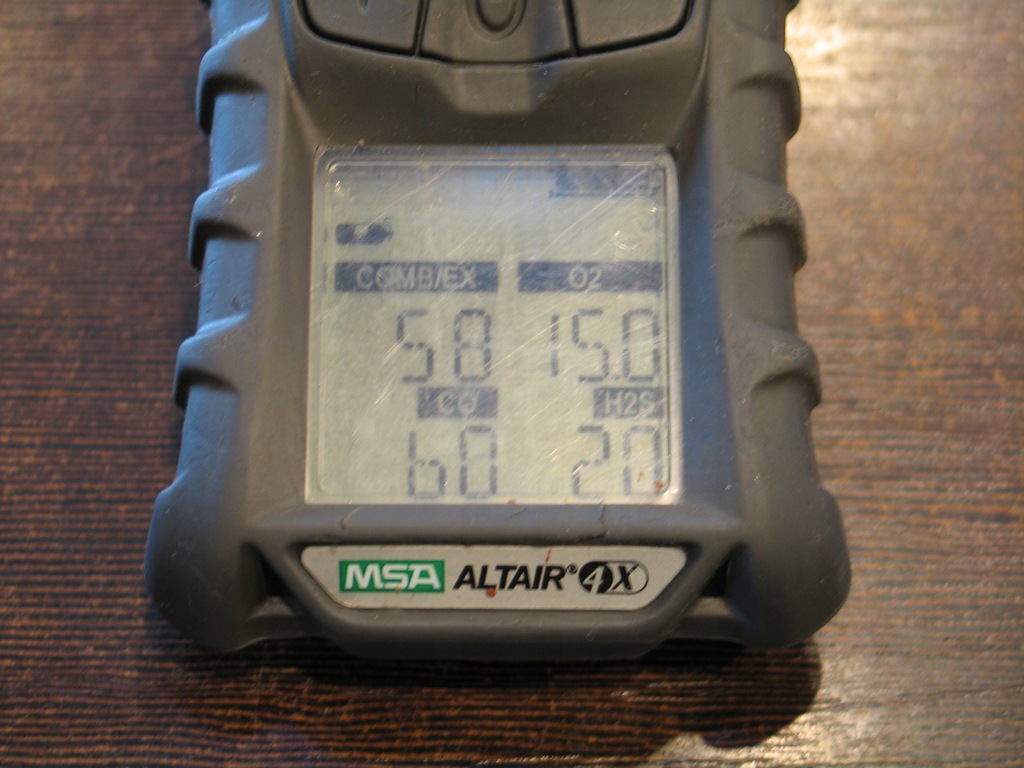 COMB/EX O2
58 15.0
CO H2S
60 20
MSA ALTAIR® 4X